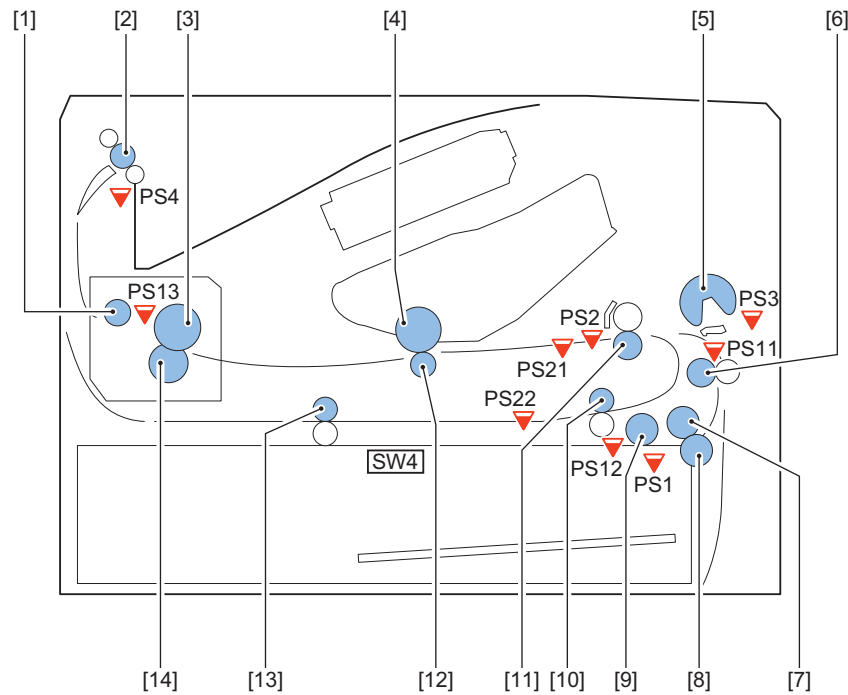 [1] [2] [3] [4] [5] [6]
PS4
PS13
PS3
PS2
PS11
PS21
PS22
SW4
PS12
PS1
[14] [13] [12] [11] [10] [9] [8] [7]